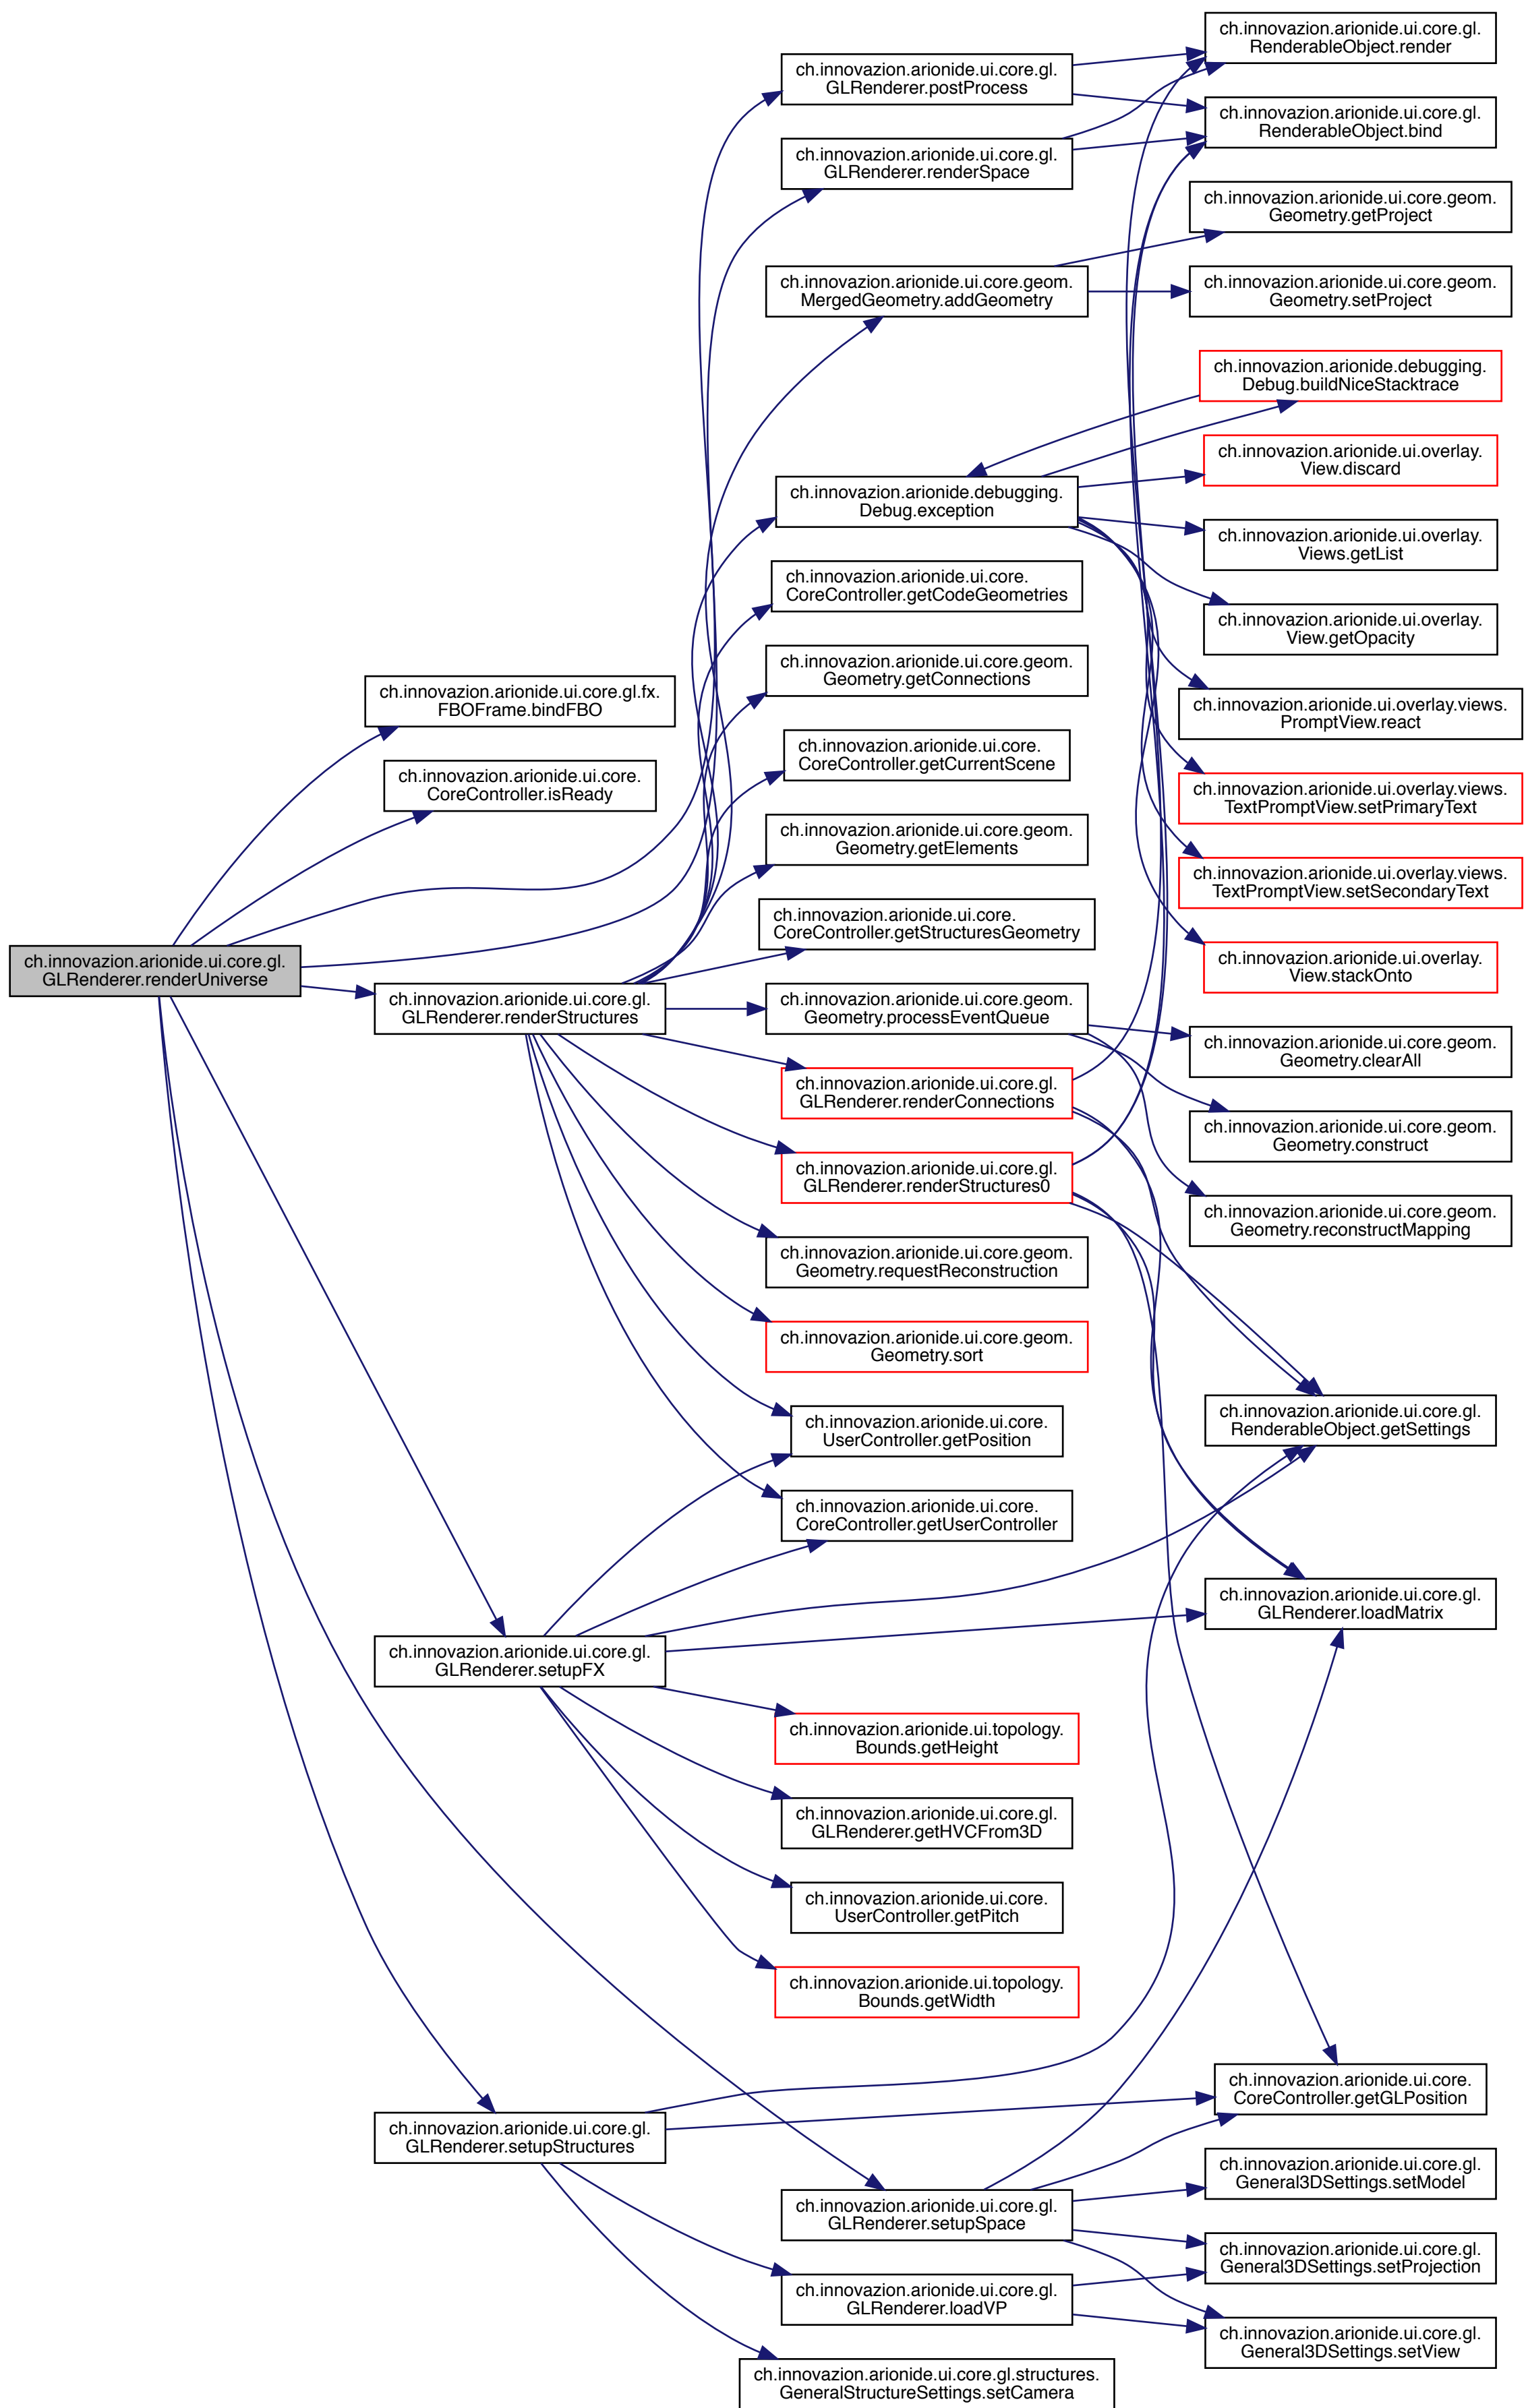 ch.innovazion.arionide.ui.core.gl.
GLRenderer.renderUniverse
ch.innovazion.arionide.ui.core.gl.fx.
FBOFrame.bindFBO
ch.innovazion.arionide.ui.core.
CoreController.isReady
ch.innovazion.arionide.ui.core.gl.
GLRenderer.renderStructures
ch.innovazion.arionide.ui.core.gl.
GLRenderer.setupFX
ch.innovazion.arionide.ui.core.gl.
GLRenderer.setupStructures
ch.innovazion.arionide.ui.core.gl.
GLRenderer.postProcess
ch.innovazion.arionide.ui.core.gl.
GLRenderer.renderSpace
ch.innovazion.arionide.ui.core.geom.
MergedGeometry.addGeometry
ch.innovazion.arionide.debugging.
Debug.exception
ch.innovazion.arionide.ui.core.
CoreController.getCodeGeometries
ch.innovazion.arionide.ui.core.geom.
Geometry.getConnections
ch.innovazion.arionide.ui.core.
CoreController.getCurrentScene
ch.innovazion.arionide.ui.core.geom.
Geometry.getElements
ch.innovazion.arionide.ui.core.
CoreController.getStructuresGeometry
ch.innovazion.arionide.ui.core.geom.
Geometry.processEventQueue
ch.innovazion.arionide.ui.core.gl.
GLRenderer.renderConnections
ch.innovazion.arionide.ui.core.gl.
GLRenderer.renderStructures0
ch.innovazion.arionide.ui.core.geom.
Geometry.requestReconstruction
ch.innovazion.arionide.ui.core.geom.
Geometry.sort
ch.innovazion.arionide.ui.core.
UserController.getPosition
ch.innovazion.arionide.ui.core.
CoreController.getUserController
ch.innovazion.arionide.ui.topology.
Bounds.getHeight
ch.innovazion.arionide.ui.core.gl.
GLRenderer.getHVCFrom3D
ch.innovazion.arionide.ui.core.
UserController.getPitch
ch.innovazion.arionide.ui.topology.
Bounds.getWidth
ch.innovazion.arionide.ui.core.gl.
GLRenderer.setupSpace
ch.innovazion.arionide.ui.core.gl.
GLRenderer.loadVP
ch.innovazion.arionide.ui.core.gl.structures.
GeneralStructureSettings.setCamera
ch.innovazion.arionide.ui.core.gl.
RenderableObject.render
ch.innovazion.arionide.ui.core.gl.
RenderableObject.bind
ch.innovazion.arionide.ui.core.geom.
Geometry.getProject
ch.innovazion.arionide.ui.core.geom.
Geometry.setProject
ch.innovazion.arionide.debugging.
Debug.buildNiceStacktrace
ch.innovazion.arionide.ui.overlay.
View.discard
ch.innovazion.arionide.ui.overlay.
Views.getList
ch.innovazion.arionide.ui.overlay.
View.getOpacity
ch.innovazion.arionide.ui.overlay.views.
PromptView.react
ch.innovazion.arionide.ui.overlay.views.
TextPromptView.setPrimaryText
ch.innovazion.arionide.ui.overlay.views.
TextPromptView.setSecondaryText
ch.innovazion.arionide.ui.overlay.
View.stackOnto
ch.innovazion.arionide.ui.core.geom.
Geometry.clearAll
ch.innovazion.arionide.ui.core.geom.
Geometry.construct
ch.innovazion.arionide.ui.core.geom.
Geometry.reconstructMapping
ch.innovazion.arionide.ui.core.gl.
RenderableObject.getSettings
ch.innovazion.arionide.ui.core.gl.
GLRenderer.loadMatrix
ch.innovazion.arionide.ui.core.
CoreController.getGLPosition
ch.innovazion.arionide.ui.core.gl.
General3DSettings.setModel
ch.innovazion.arionide.ui.core.gl.
General3DSettings.setProjection
ch.innovazion.arionide.ui.core.gl.
General3DSettings.setView